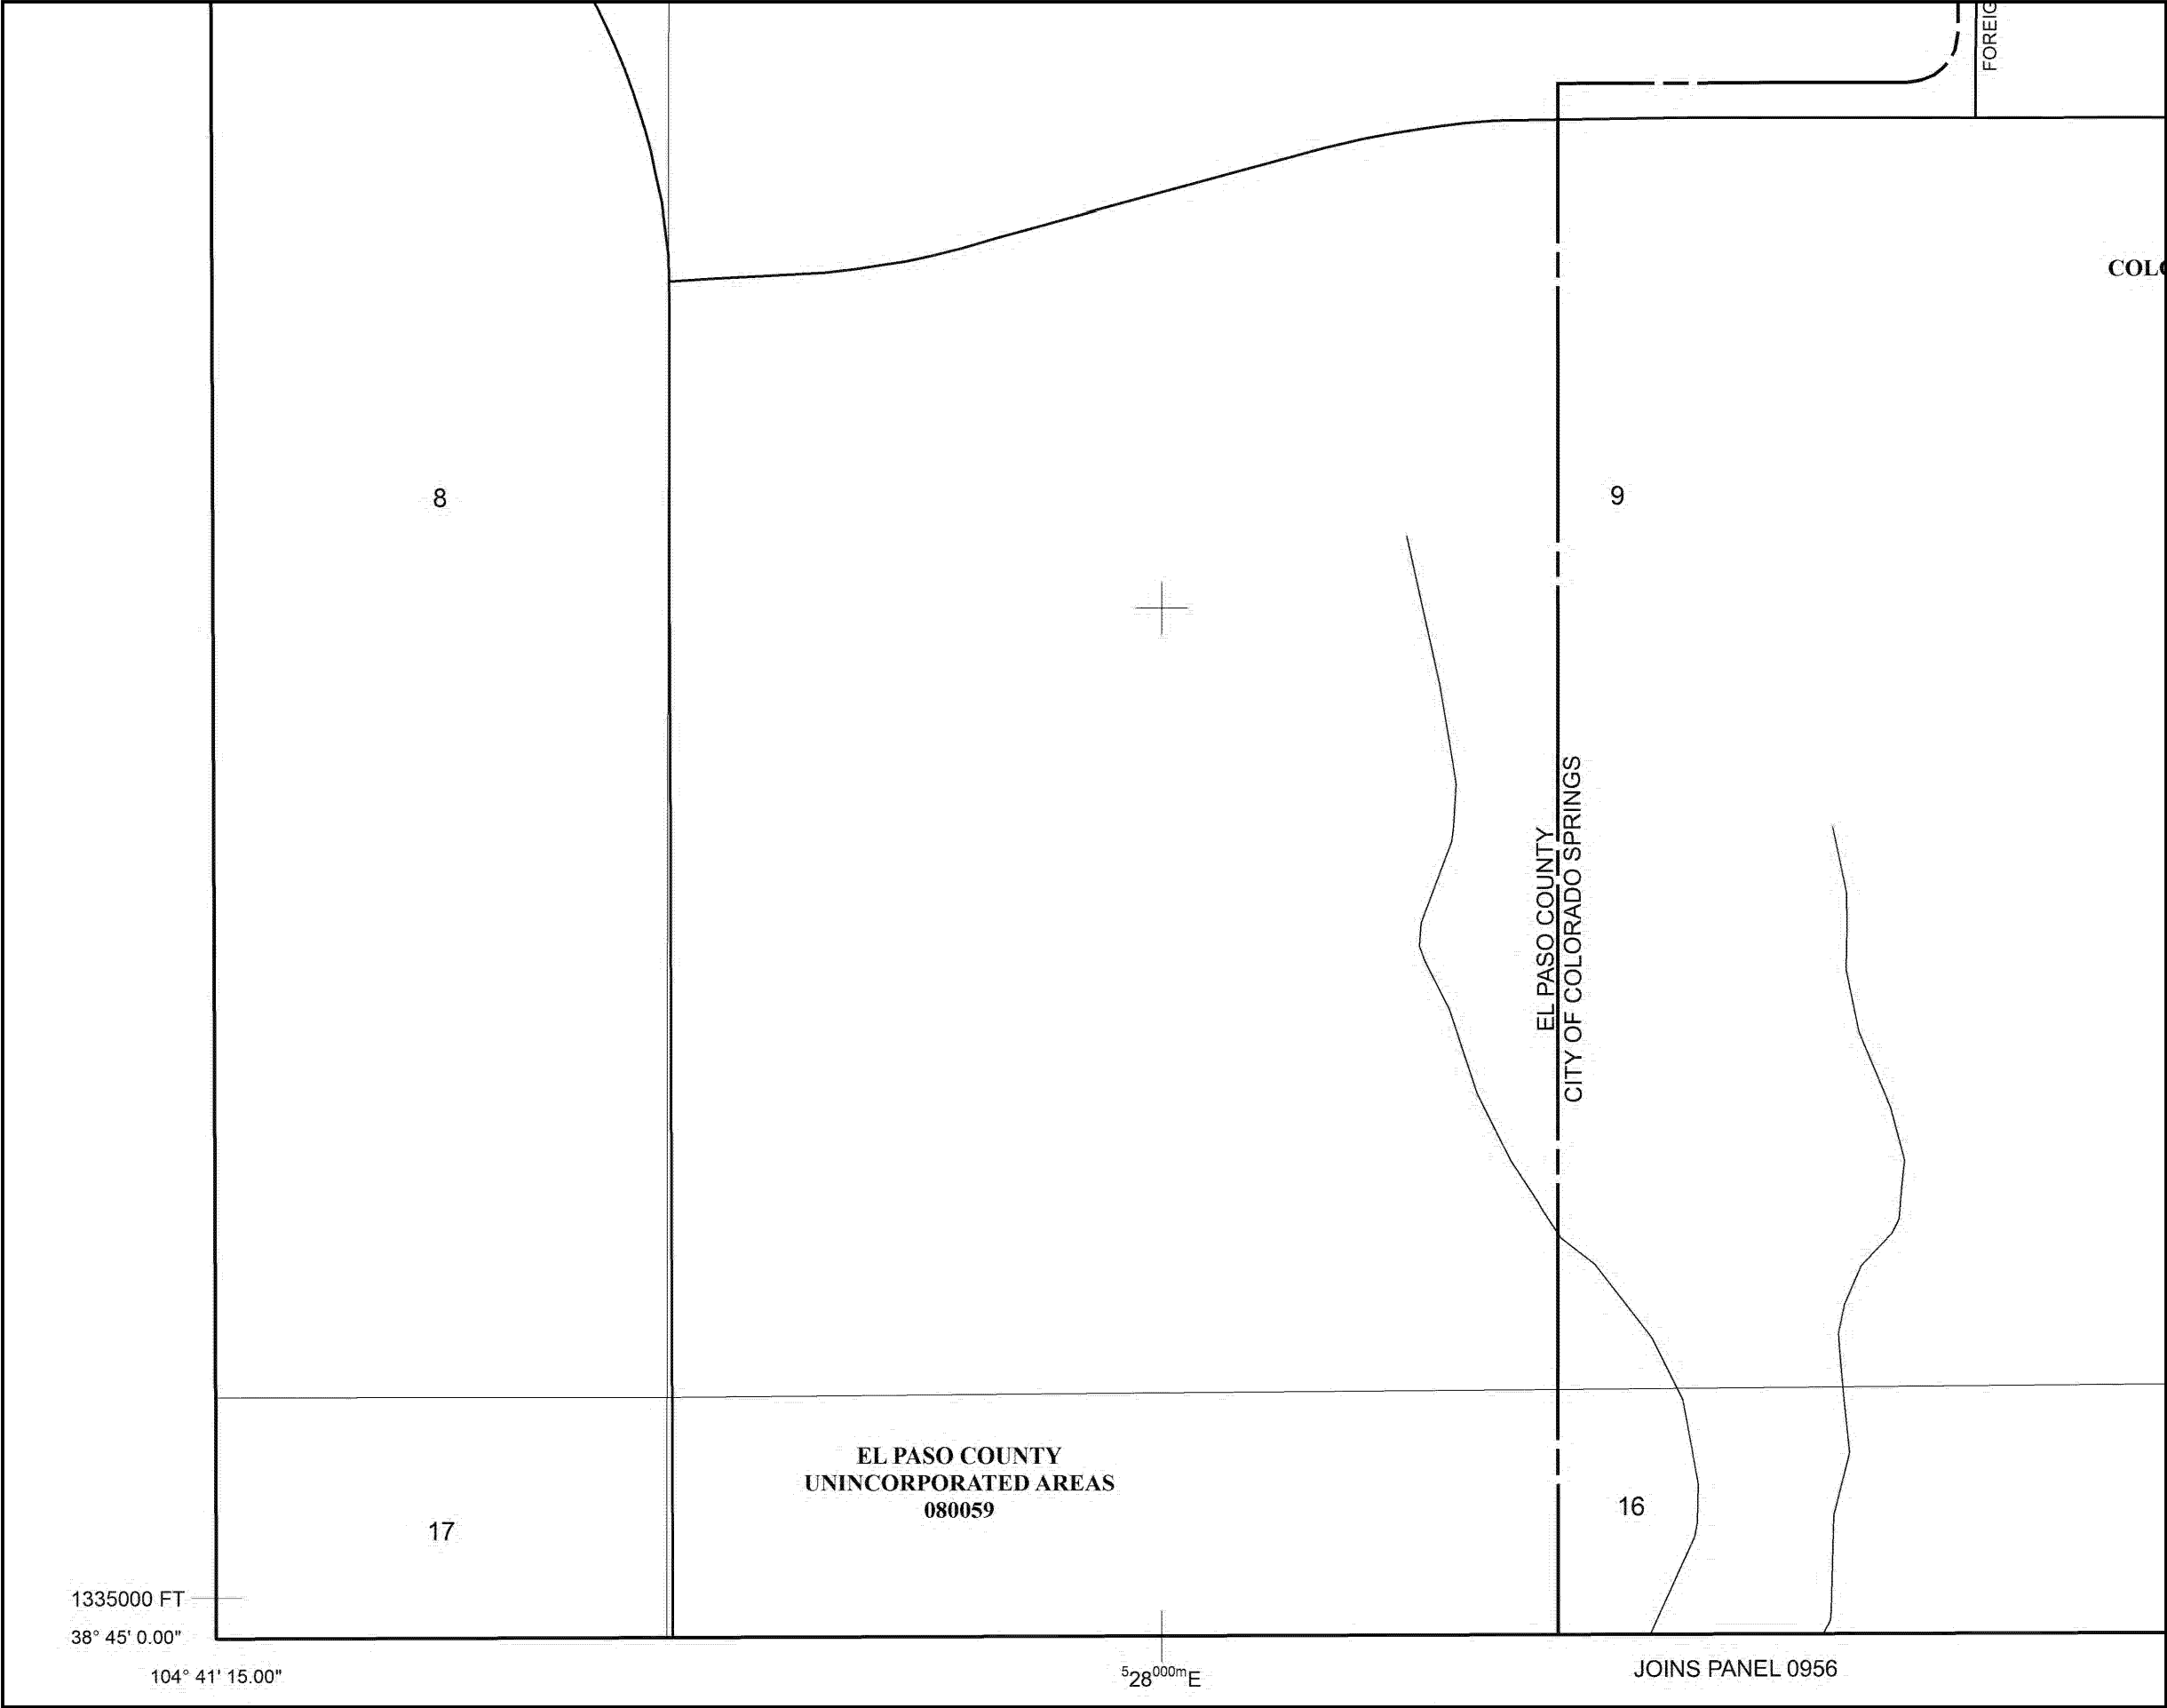 FOREIG
COLO
8
9
EL PASO COUNTY
CITY OF COLORADO SPRINGS
EL PASO COUNTY
UNINCORPORATED AREAS
080059
16
17
1335000 FT
38° 45' 0.00"
104° 41' 15.00"
528000mE
JOINS PANEL 0956